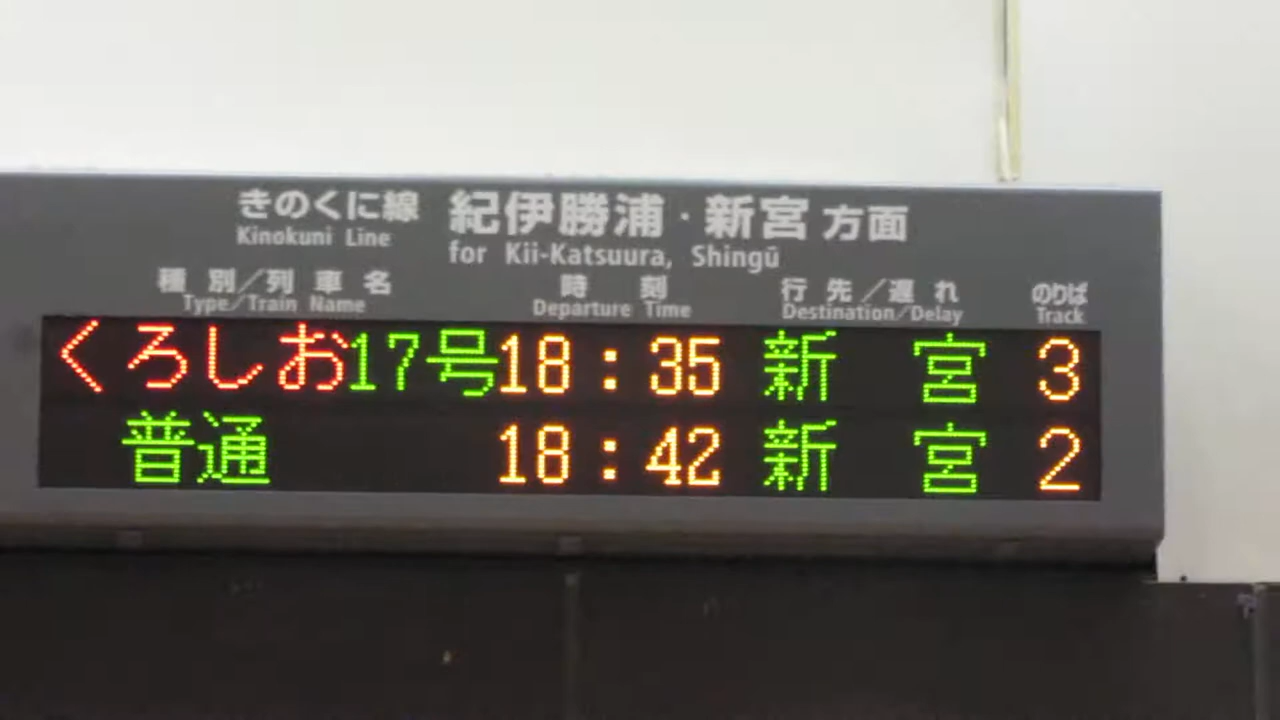 きのくに線 紀伊勝浦・新宮 方面
Kinokuni Line for Kii-Katsuura, Shingū
種別/列車名 時刻 行先/遅れ のりば
Type/Train Name Departure Time Destination/Delay Track
くろしお17号 18:35 新宮 3
普通 18:42 新宮 2